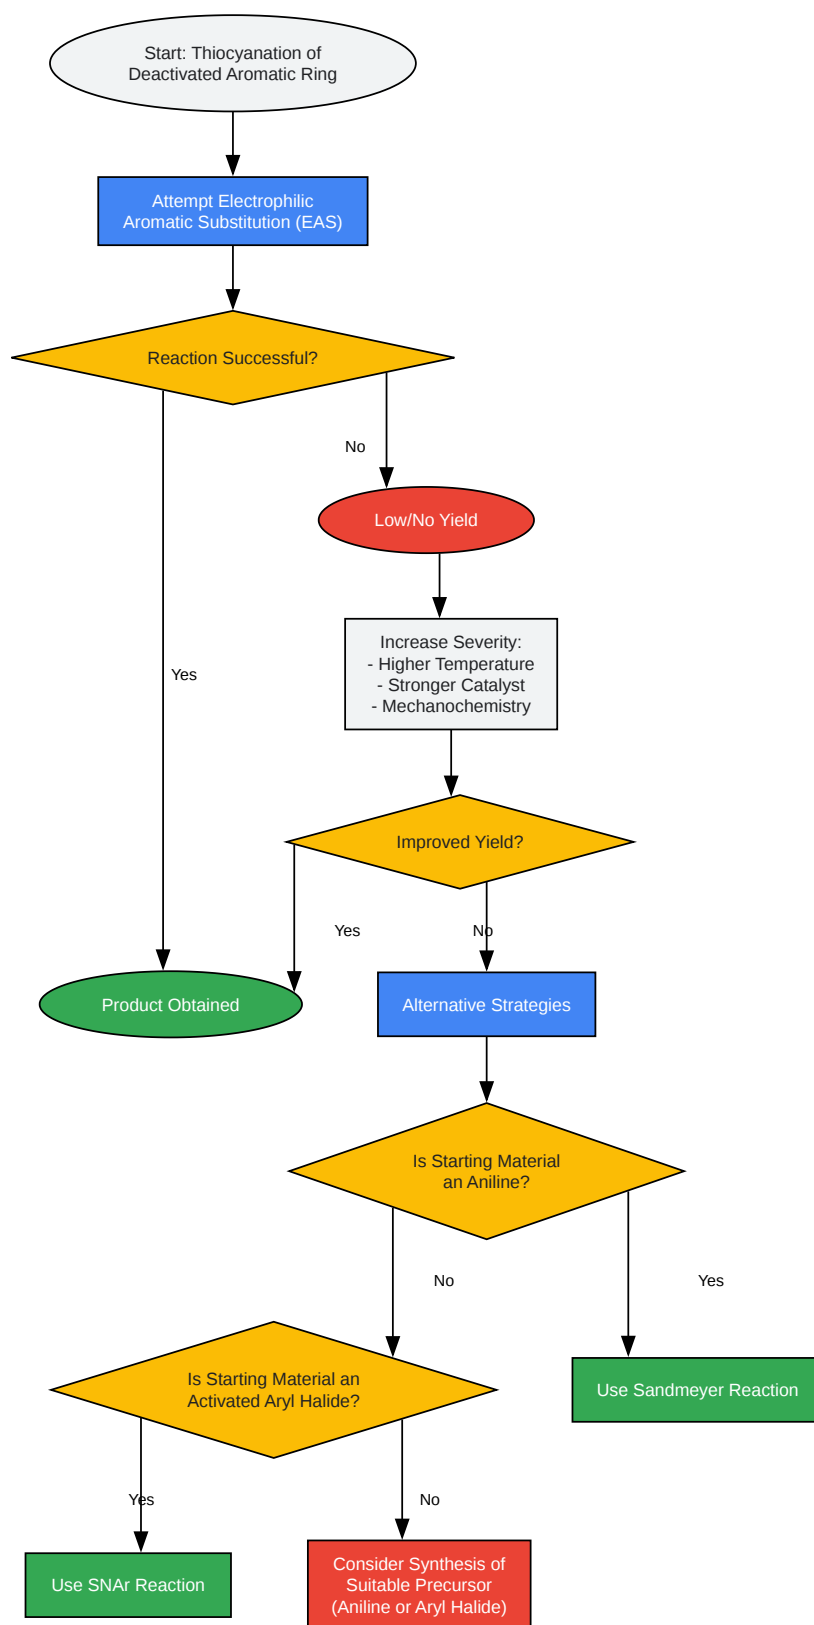 Start: Thiocyanation of
Deactivated Aromatic Ring
Attempt Electrophilic
Aromatic Substitution (EAS)
Reaction Successful?
No
Low/No Yield
Increase Severity:
- Higher Temperature
- Stronger Catalyst
- Mechanochemistry
Yes
Improved Yield?
Yes
No
Product Obtained
Alternative Strategies
Is Starting Material
an Aniline?
No
Yes
Is Starting Material an
Activated Aryl Halide?
Use Sandmeyer Reaction
Yes
No
Use SNAr Reaction
Consider Synthesis of
Suitable Precursor
(Aniline or Aryl Halide)